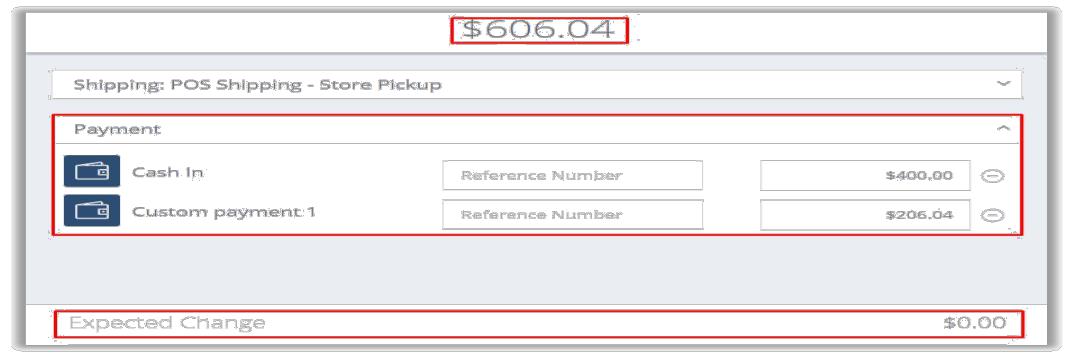 $606.04
Shipping: POS Shipping - Store Pickup
Payment
Cash In Reference Number $400.00
Custom payment 1 Reference Number $206.04
Expected Change $0.00